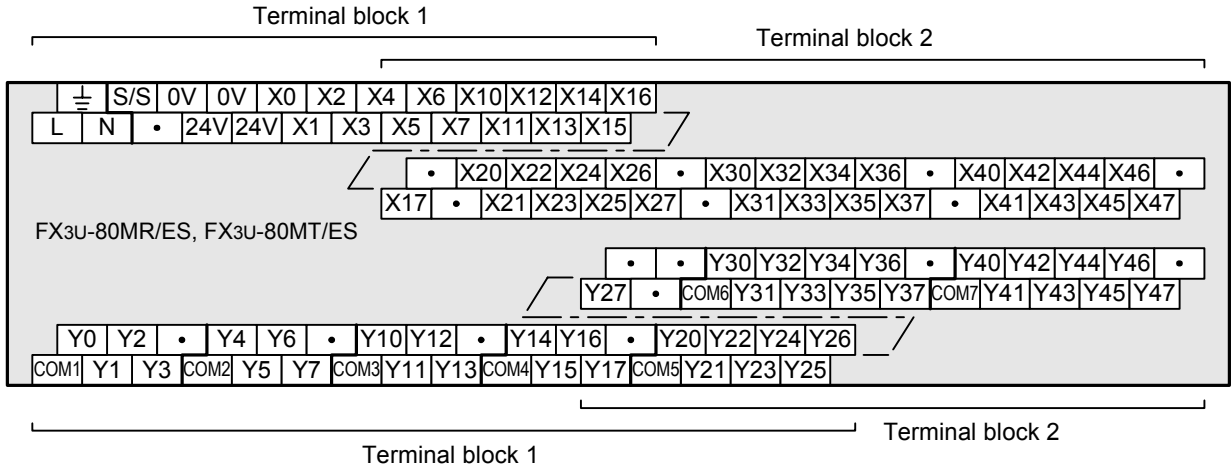 Terminal block 1
Terminal block 2
S/S 0V 0V X0 X2 X4 X6 X10 X12 X14 X16
L N • 24V 24V X1 X3 X5 X7 X11 X13 X15
• X20 X22 X24 X26 • X30 X32 X34 X36 • X40 X42 X44 X46 •
X17 • X21 X23 X25 X27 • X31 X33 X35 X37 • X41 X43 X45 X47
FX3U-80MR/ES, FX3U-80MT/ES
• • Y30 Y32 Y34 Y36 • Y40 Y42 Y44 Y46 •
Y27 • COM6 Y31 Y33 Y35 Y37 COM7 Y41 Y43 Y45 Y47
Y0 Y2 • Y4 Y6 • Y10 Y12 • Y14 Y16 • Y20 Y22 Y24 Y26
COM1 Y1 Y3 COM2 Y5 Y7 COM3 Y11 Y13 COM4 Y15 Y17 COM5 Y21 Y23 Y25
Terminal block 2
Terminal block 1